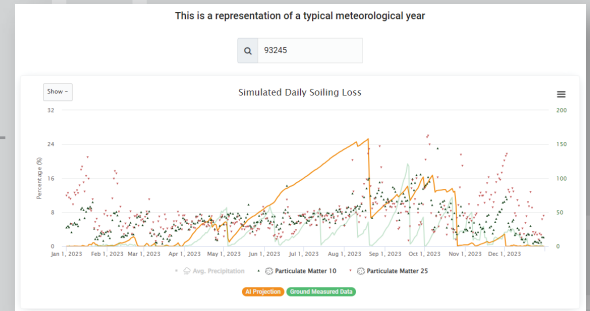 This is a representation of a typical meteorological year
93245
Show
Simulated Daily Soiling Loss
32
24
16
8
0
Percentage (%)
200
150
100
50
0
Jan 1, 2023 Feb 1, 2023 Mar 1, 2023 Apr 1, 2023 May 1, 2023 Jun 1, 2023 Jul 1, 2023 Aug 1, 2023 Sep 1, 2023 Oct 1, 2023 Nov 1, 2023 Dec 1, 2023
Avg. Precipitation Particulate Matter 10 Particulate Matter 25
AI Projection Ground Measured Data